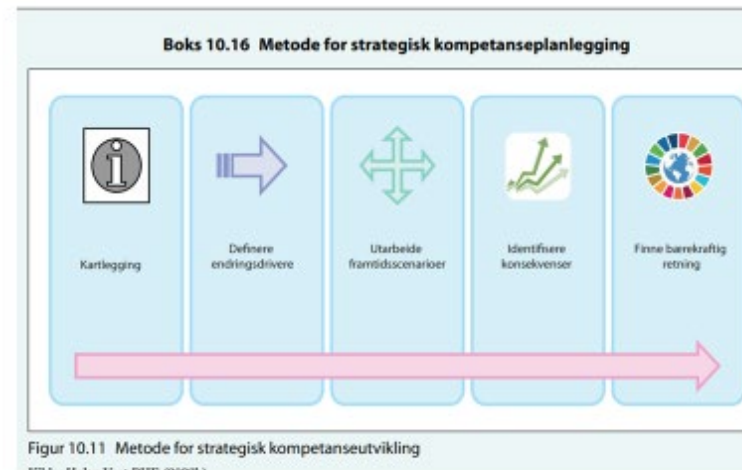 Boks 10.16 Metode for strategisk kompetanseplanlegging
Kartlegging
Definere
endringsdrivere
Utarbeide
framtidsscenarioer
Identifisere
konsekvenser
Finne bærekraftig
retning
Figur 10.11 Metode for strategisk kompetanseutvikling